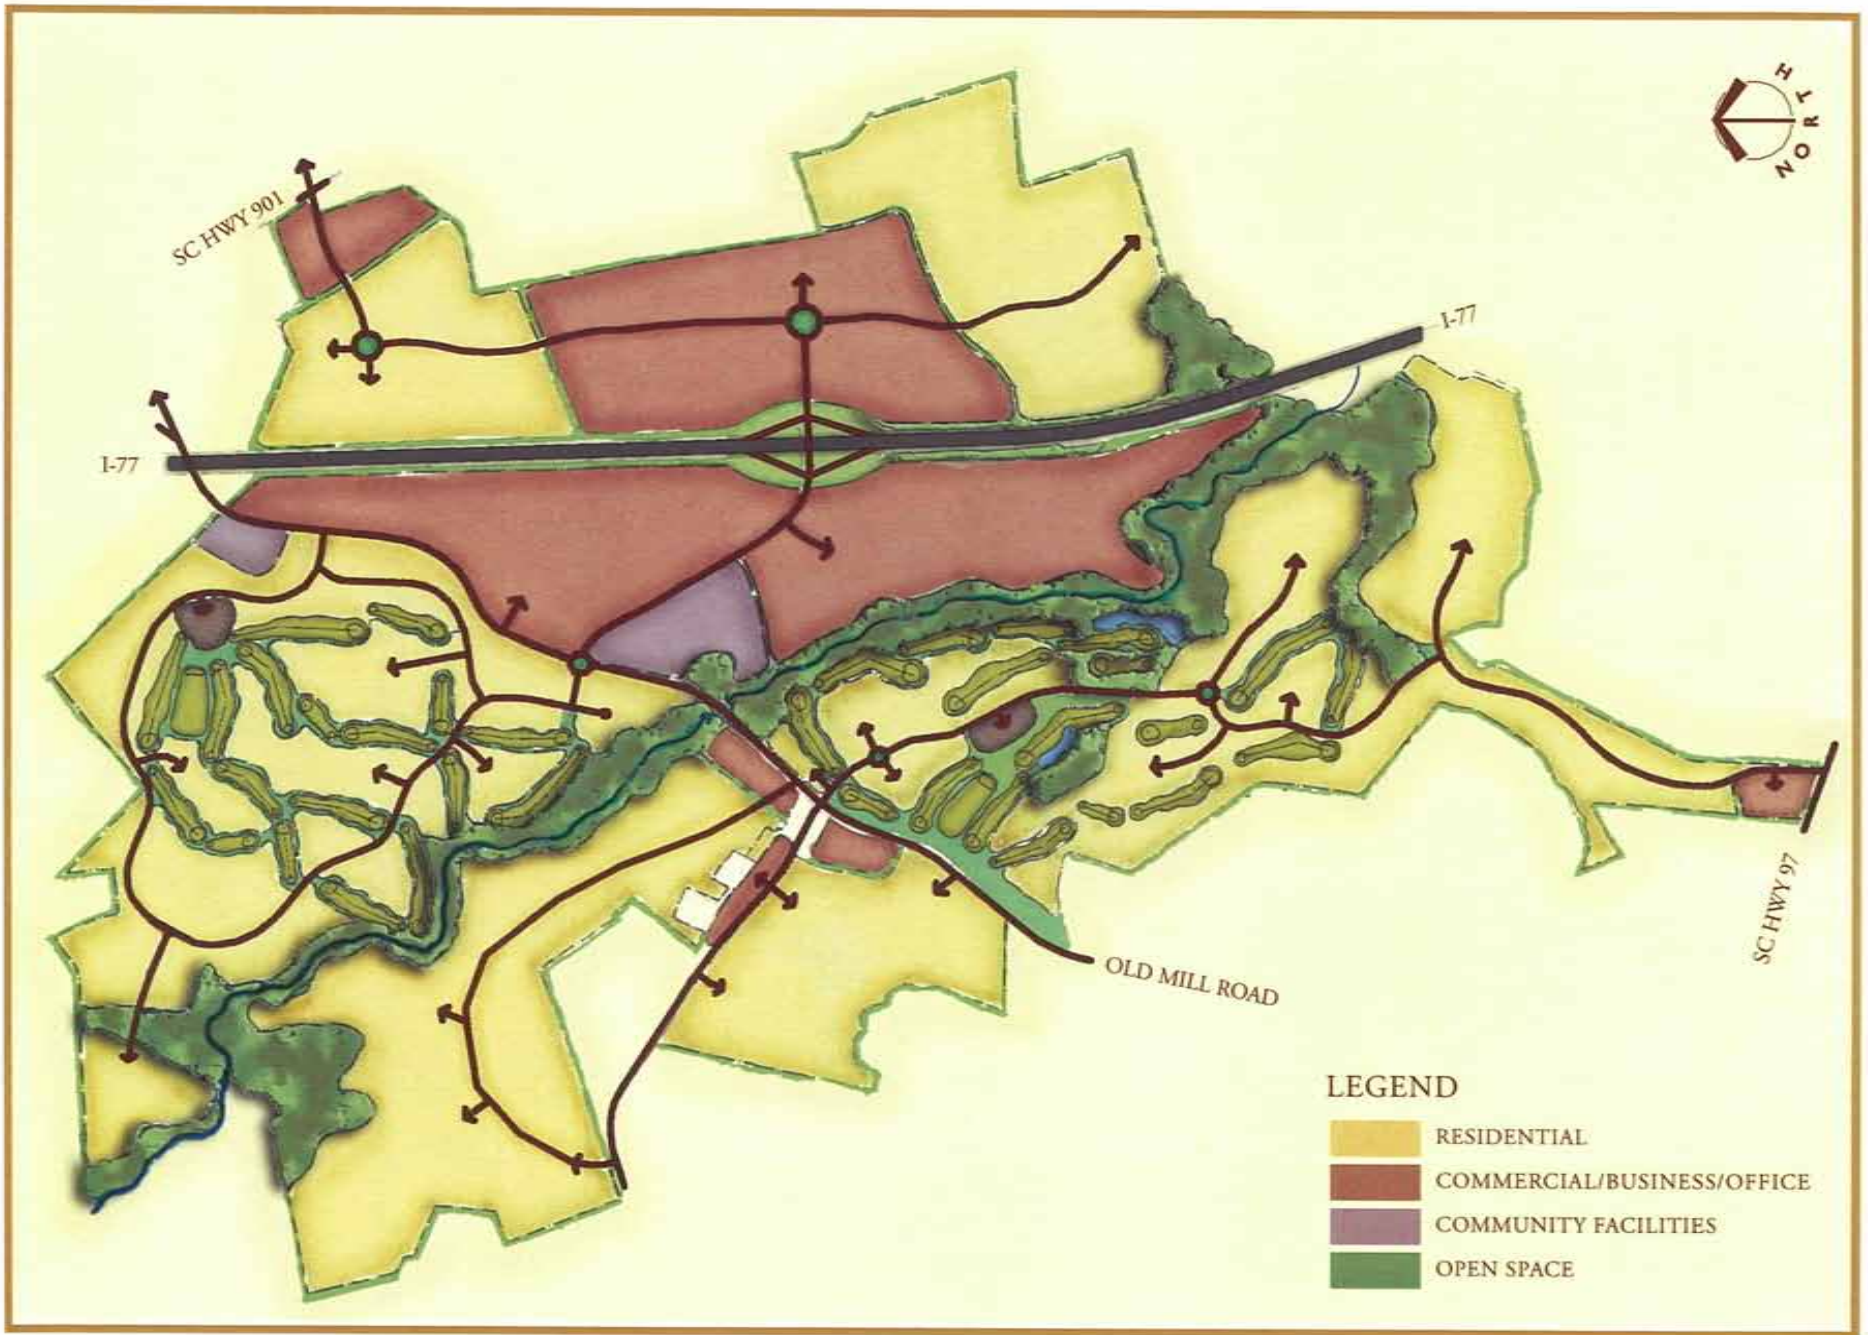 NORTH
SC HWY 901
I-77
I-77
OLD MILL ROAD
SC HWY 97
LEGEND
RESIDENTIAL
COMMERCIAL/BUSINESS/OFFICE
COMMUNITY FACILITIES
OPEN SPACE